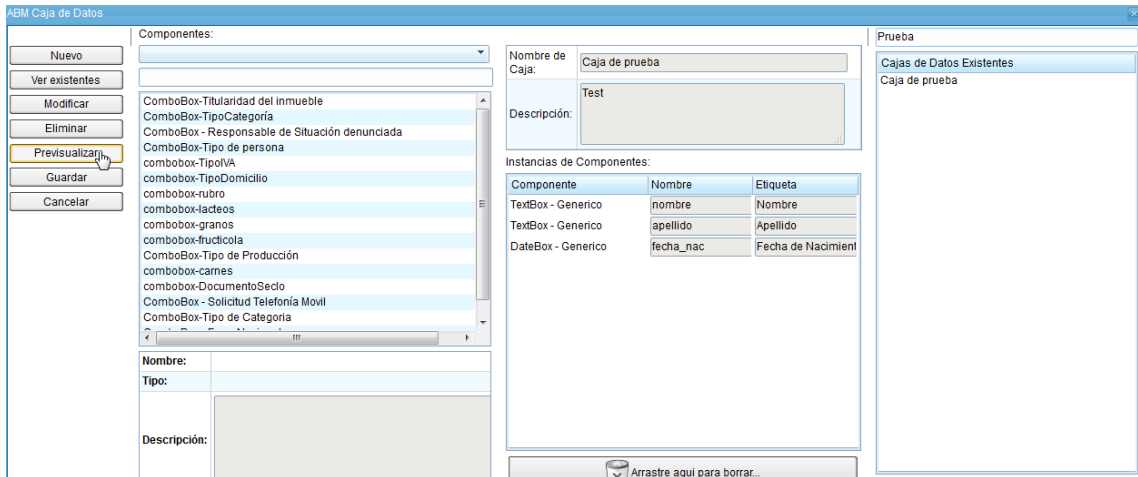 ABM Caja de Datos
Nuevo
Ver existentes
Modificar
Eliminar
Previsualizar
Guardar
Cancelar
Componentes:
ComboBox-Titularidad del inmueble
ComboBox-TipoCategoría
ComboBox - Responsable de Situación denunciada
ComboBox-Tipo de persona
combobox-TipoIVA
combobox-TipoDomicilio
combobox-rubro
combobox-lacteos
combobox-granos
combobox-fructicola
ComboBox-Tipo de Producción
combobox-carnes
combobox-DocumentoSeclo
ComboBox - Solicitud Telefonía Movil
ComboBox-Tipo de Categoria
Nombre:
Tipo:
Descripción:
Nombre de Caja:
Caja de prueba
Descripción:
Test
Instancias de Componentes:
Componente Nombre Etiqueta
TextBox - Generico nombre Nombre
TextBox - Generico apellido Apellido
DateBox - Generico fecha_nac Fecha de Nacimient
Arrastre aqui para borrar...
Prueba
Cajas de Datos Existentes
Caja de prueba